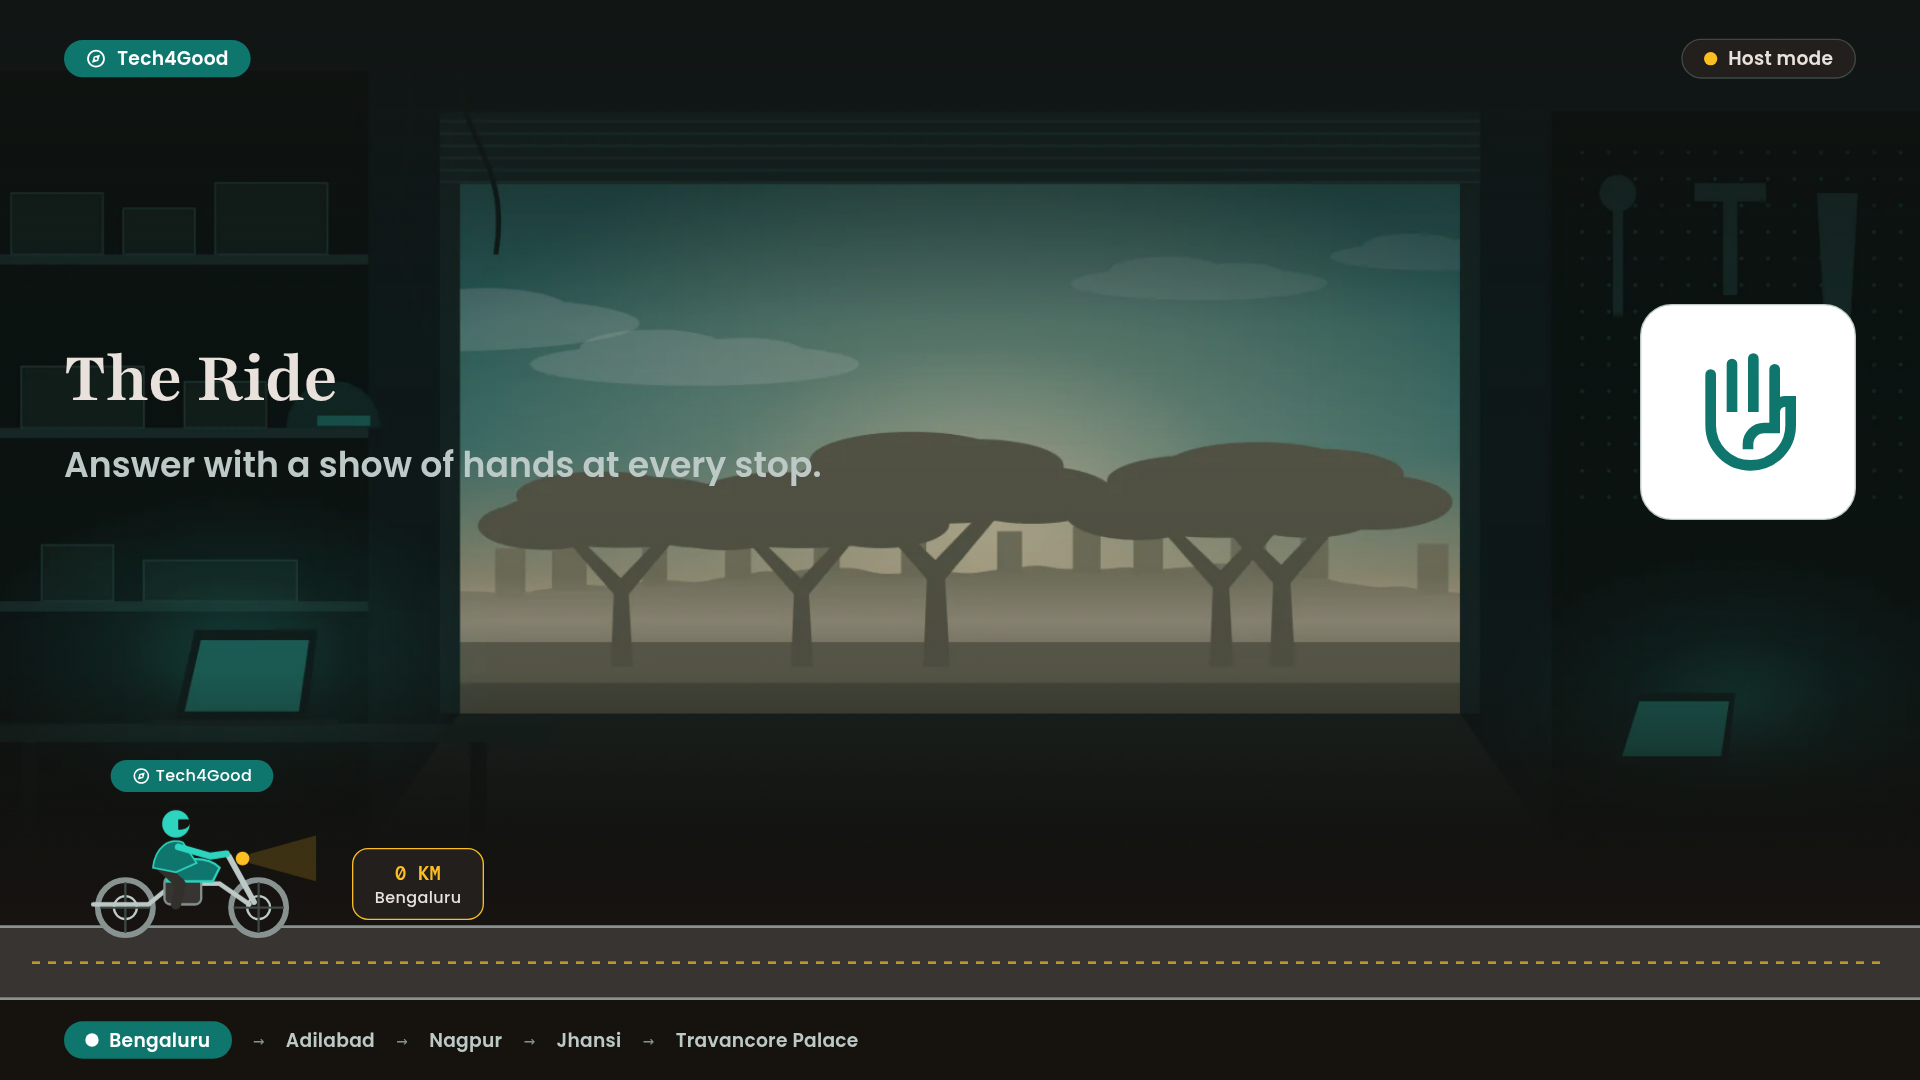 Tech4Good
Host mode
The Ride
Answer with a show of hands at every stop.
Tech4Good
0 KM
Bengaluru
Bengaluru → Adilabad → Nagpur → Jhansi → Travancore Palace